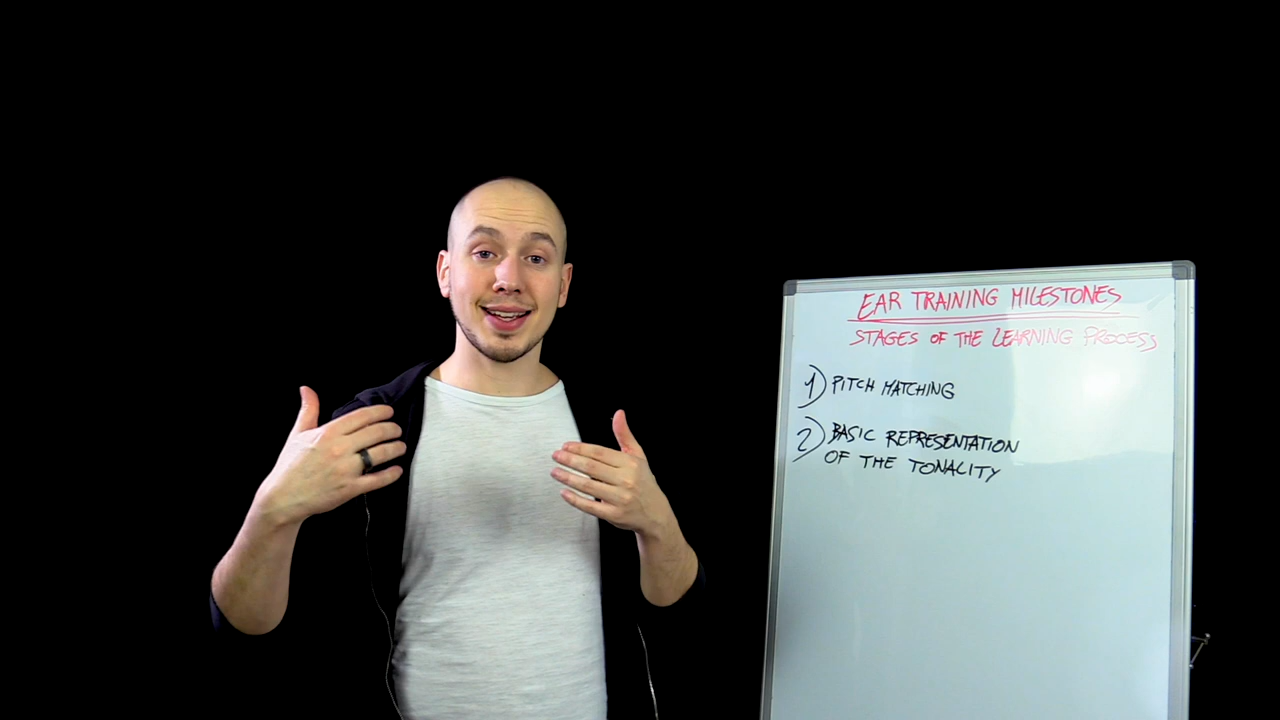 EAR TRAINING MILESTONES
STAGES OF THE LEARNING PROCESS
1) PITCH MATCHING
2) BASIC REPRESENTATION
OF THE TONALITY